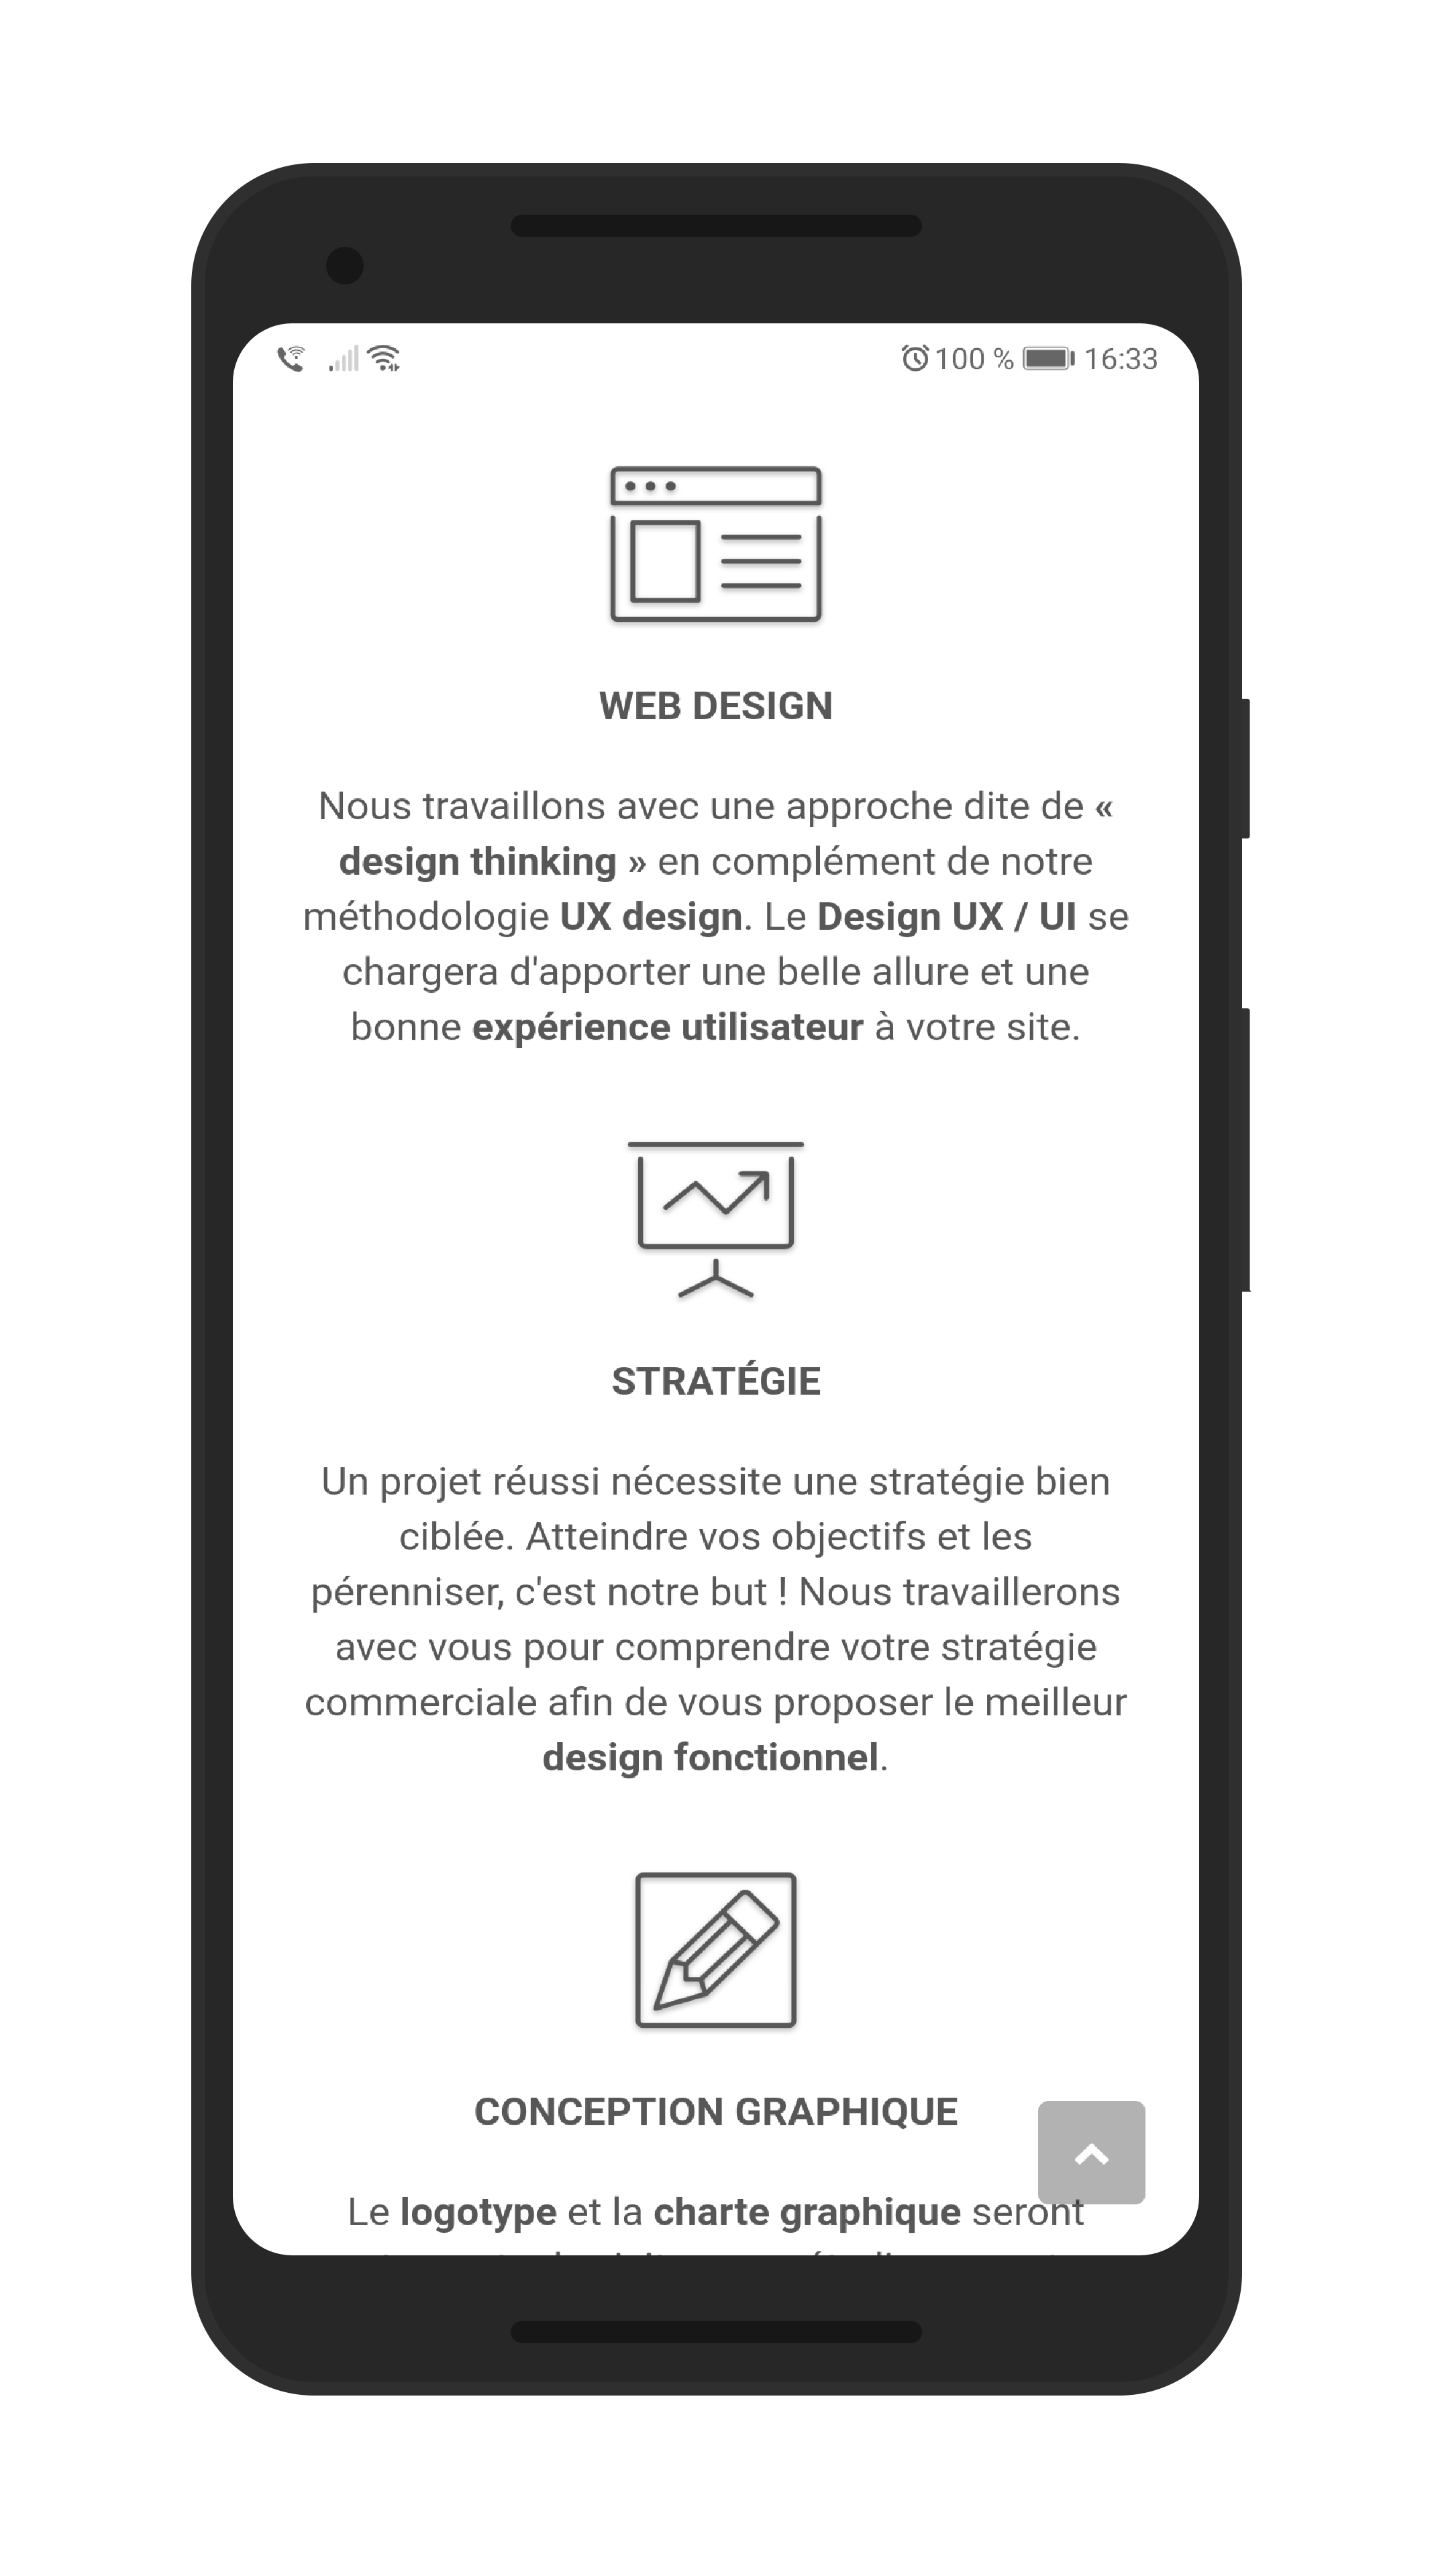 100 % 16:33
WEB DESIGN
Nous travaillons avec une approche dite de «
design thinking » en complément de notre
méthodologie UX design. Le Design UX / UI se
chargera d'apporter une belle allure et une
bonne expérience utilisateur à votre site.
STRATÉGIE
Un projet réussi nécessite une stratégie bien
ciblée. Atteindre vos objectifs et les
pérenniser, c'est notre but ! Nous travaillerons
avec vous pour comprendre votre stratégie
commerciale afin de vous proposer le meilleur
design fonctionnel.
CONCEPTION GRAPHIQUE
Le logotype et la charte graphique seront